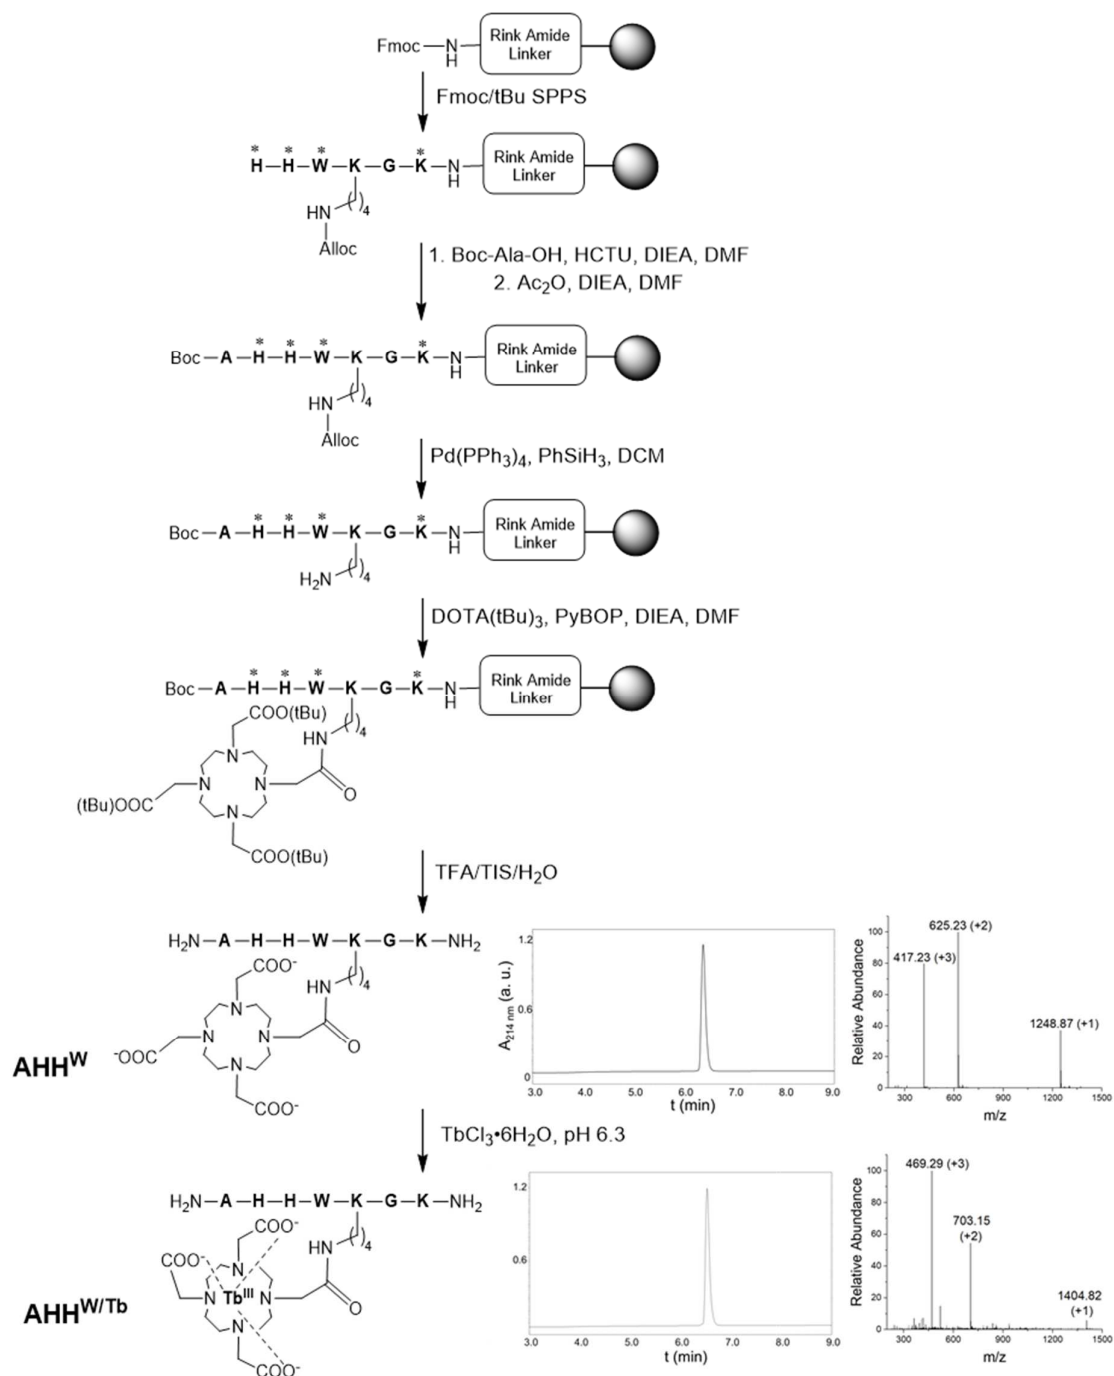 Fmoc
N
H
Rink Amide
Linker
Fmoc/tBu SPPS
* * * *
H H W K G K N
H
Rink Amide
Linker
HN
4
Alloc
1. Boc-Ala-OH, HCTU, DIEA, DMF
2. Ac2O, DIEA, DMF
* * * *
Boc A H H W K G K N
H
Rink Amide
Linker
HN
4
Alloc
Pd(PPh3)4, PhSiH3, DCM
* * * *
Boc A H H W K G K N
H
Rink Amide
Linker
H2N
4
DOTA(tBu)3, PyBOP, DIEA, DMF
* * * *
Boc A H H W K G K N
H
Rink Amide
Linker
COO(tBu)
HN
4
N
N N
O
(tBu)OOC
N
COO(tBu)
TFA/TIS/H2O
H2N A H H W K G K NH2
COO-
HN
4
N
N N
O
-OOC
N
COO-
AHHW
1.2
0.6
0
A214 nm (a. u.)
3.0 4.0 5.0 6.0 7.0 8.0 9.0
t (min)
625.23 (+2)
417.23 (+3)
1248.87 (+1)
100
80
60
40
20
0
Relative Abundance
300 600 900 1200 1500
m/z
TbCl3•6H2O, pH 6.3
H2N A H H W K G K NH2
COO-
HN
4
COO-
N
N TbIII N
O
N
COO-
AHHW/Tb
1.2
0.6
3.0 4.0 5.0 6.0 7.0 8.0 9.0
t (min)
469.29 (+3)
703.15
(+2)
1404.82
(+1)
100
80
60
40
20
0
Relative Abundance
300 600 900 1200 1500
m/z